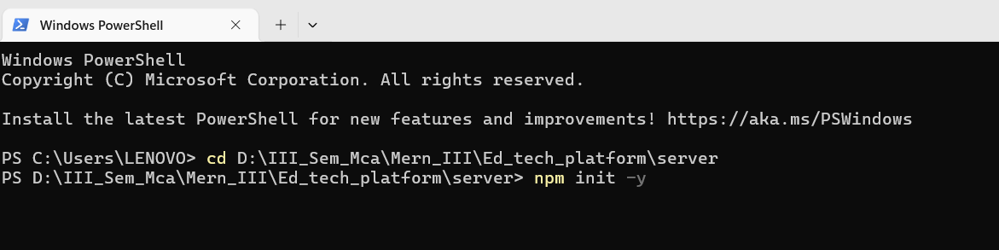 Windows PowerShell
Windows PowerShell
Copyright (C) Microsoft Corporation. All rights reserved.
Install the latest PowerShell for new features and improvements! https://aka.ms/PSWindows
PS C:\Users\LENOVO> cd D:\III_Sem_Mca\Mern_III\Ed_tech_platform\server
PS D:\III_Sem_Mca\Mern_III\Ed_tech_platform\server> npm init -y